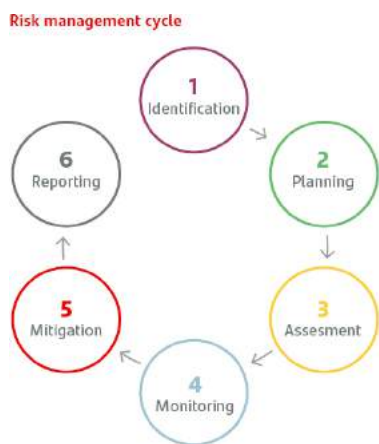 Risk management cycle
1
Identification
2
Planning
3
Assesment
4
Monitoring
5
Mitigation
6
Reporting